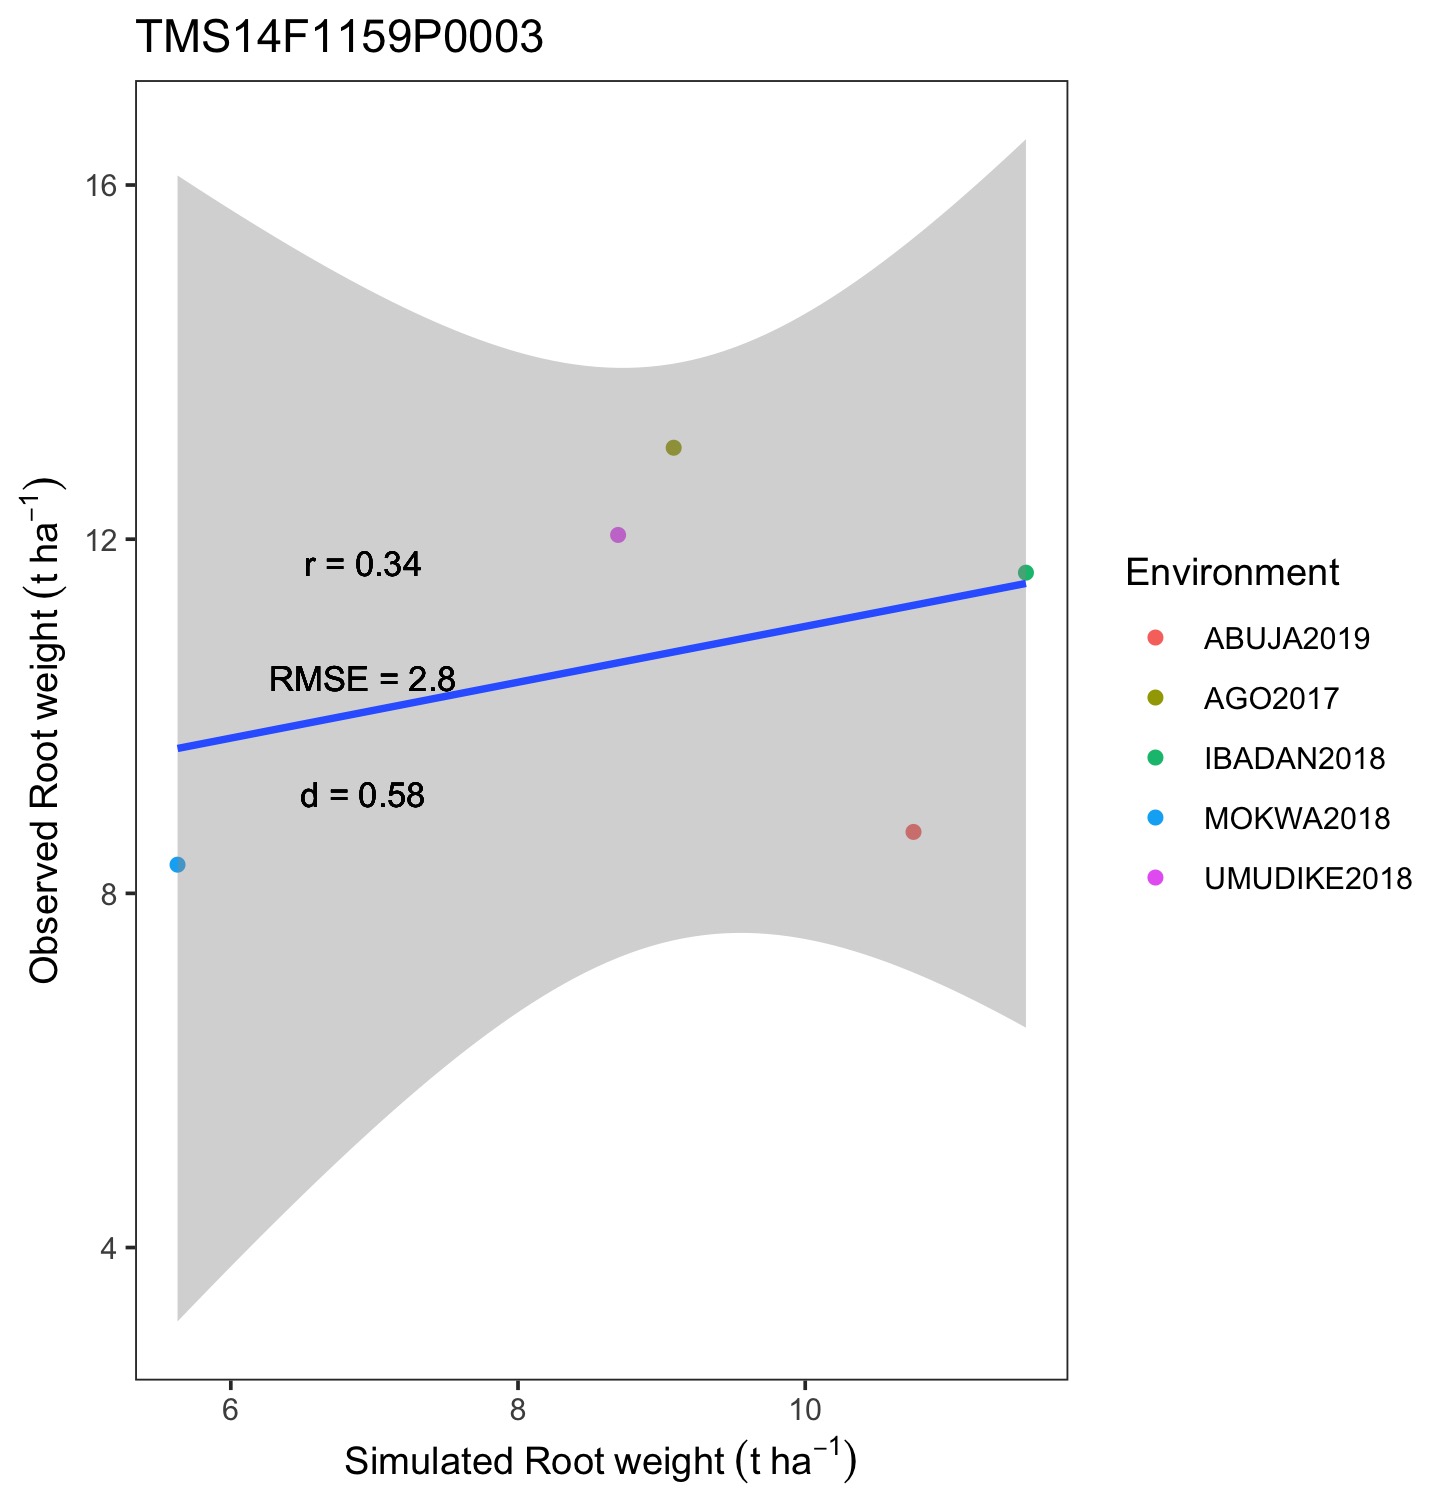 TMS14F1159P0003
16
12
8
4
Observed Root weight (t ha⁻¹)
r = 0.34
RMSE = 2.8
d = 0.58
6
8
10
Simulated Root weight (t ha⁻¹)
Environment
ABUJA2019
AGO2017
IBADAN2018
MOKWA2018
UMUDIKE2018